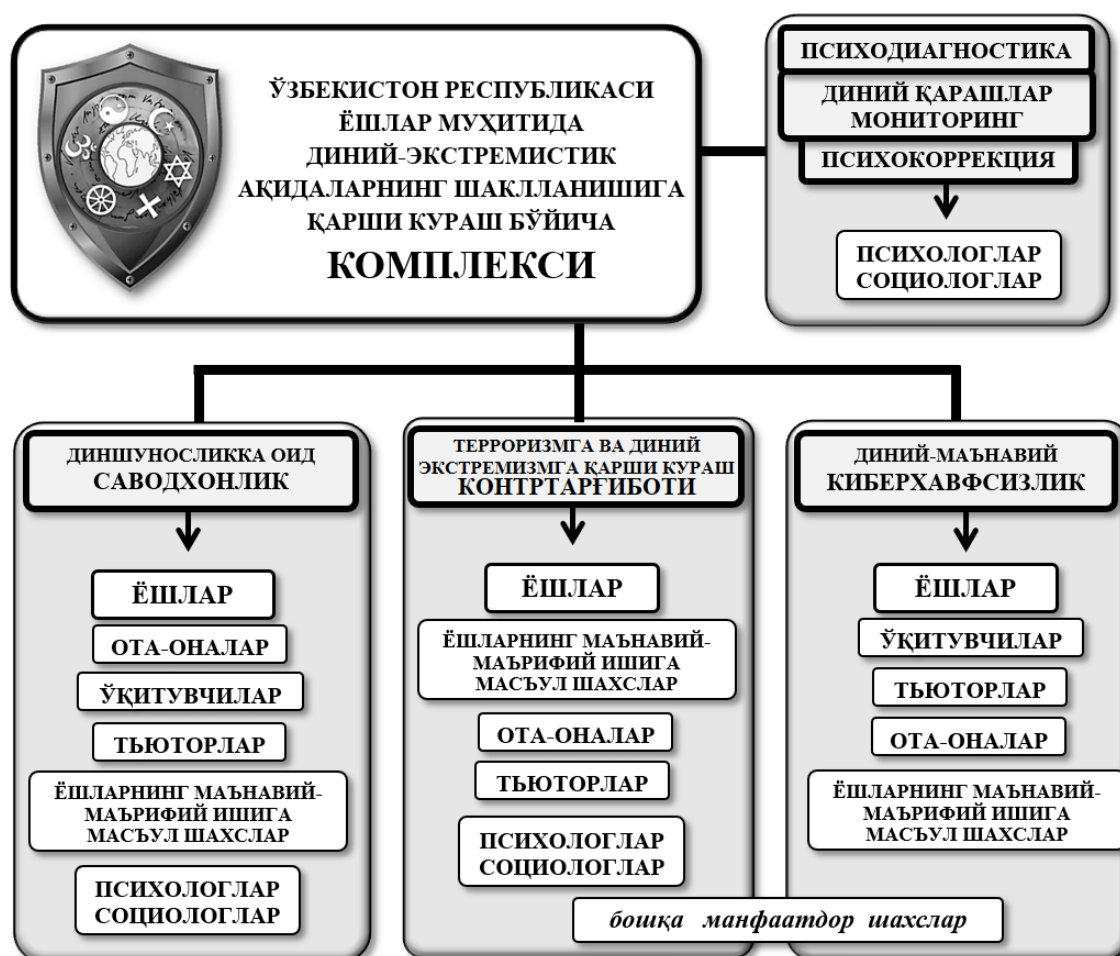 ЎЗБЕКИСТОН РЕСПУБЛИКАСИ
ЁШЛАР МУҲИТИДА
ДИНИЙ-ЭКСТРЕМИСТИК
АҚИДАЛАРНИНГ ШАКЛЛАНИШИГА
ҚАРШИ КУРАШ БЎЙИЧА
КОМПЛЕКСИ
ПСИХОДИАГНОСТИКА
ДИНИЙ ҚАРАШЛАР
МОНИТОРИНГ
ПСИХОКОРРЕКЦИЯ
ПСИХОЛОГЛАР
СОЦИОЛОГЛАР
ДИНШУНОСЛИККА ОИД
САВОДХОНЛИК
ЁШЛАР
ОТА-ОНАЛАР
ЎҚИТУВЧИЛАР
ТЬЮТОРЛАР
ЁШЛАРНИНГ МАЪНАВИЙ-
МАЪРИФИЙ ИШИГА
МАСЪУЛ ШАХСЛАР
ПСИХОЛОГЛАР
СОЦИОЛОГЛАР
ТЕРРОРИЗМГА ВА ДИНИЙ
ЭКСТРЕМИЗМГА ҚАРШИ КУРАШ
КОНТРТАРҒИБОТИ
ЁШЛАР
ЁШЛАРНИНГ МАЪНАВИЙ-
МАЪРИФИЙ ИШИГА
МАСЪУЛ ШАХСЛАР
ОТА-ОНАЛАР
ТЬЮТОРЛАР
ПСИХОЛОГЛАР
СОЦИОЛОГЛАР
ДИНИЙ-МАЪНАВИЙ
КИБЕРХАВФСИЗЛИК
ЁШЛАР
ЎҚИТУВЧИЛАР
ТЬЮТОРЛАР
ОТА-ОНАЛАР
ЁШЛАРНИНГ МАЪНАВИЙ-
МАЪРИФИЙ ИШИГА
МАСЪУЛ ШАХСЛАР
бошқа манфаатдор шахслар